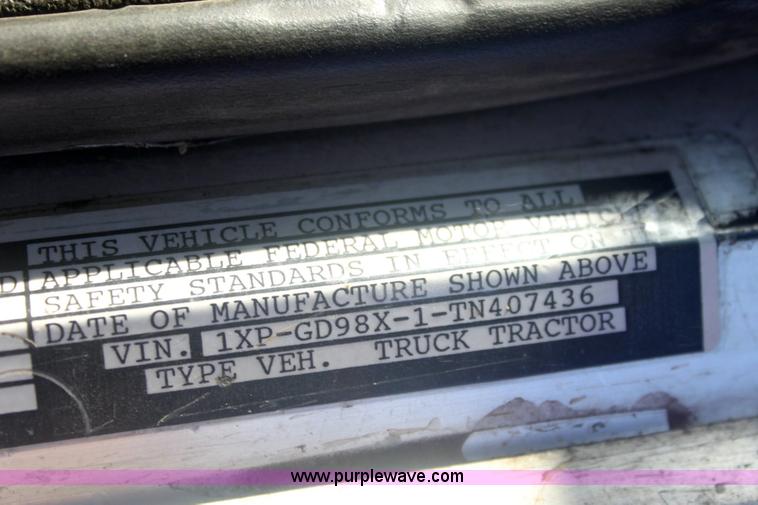 THIS VEHICLE CONFORMS TO ALL
D APPLICABLE FEDERAL MOTOR VEHICLE
SAFETY STANDARDS IN EFFECT ON
DATE OF MANUFACTURE SHOWN ABOVE
VIN. 1XP-GD98X-1-TN407436
TYPE VEH. TRUCK TRACTOR
www.purplewave.com